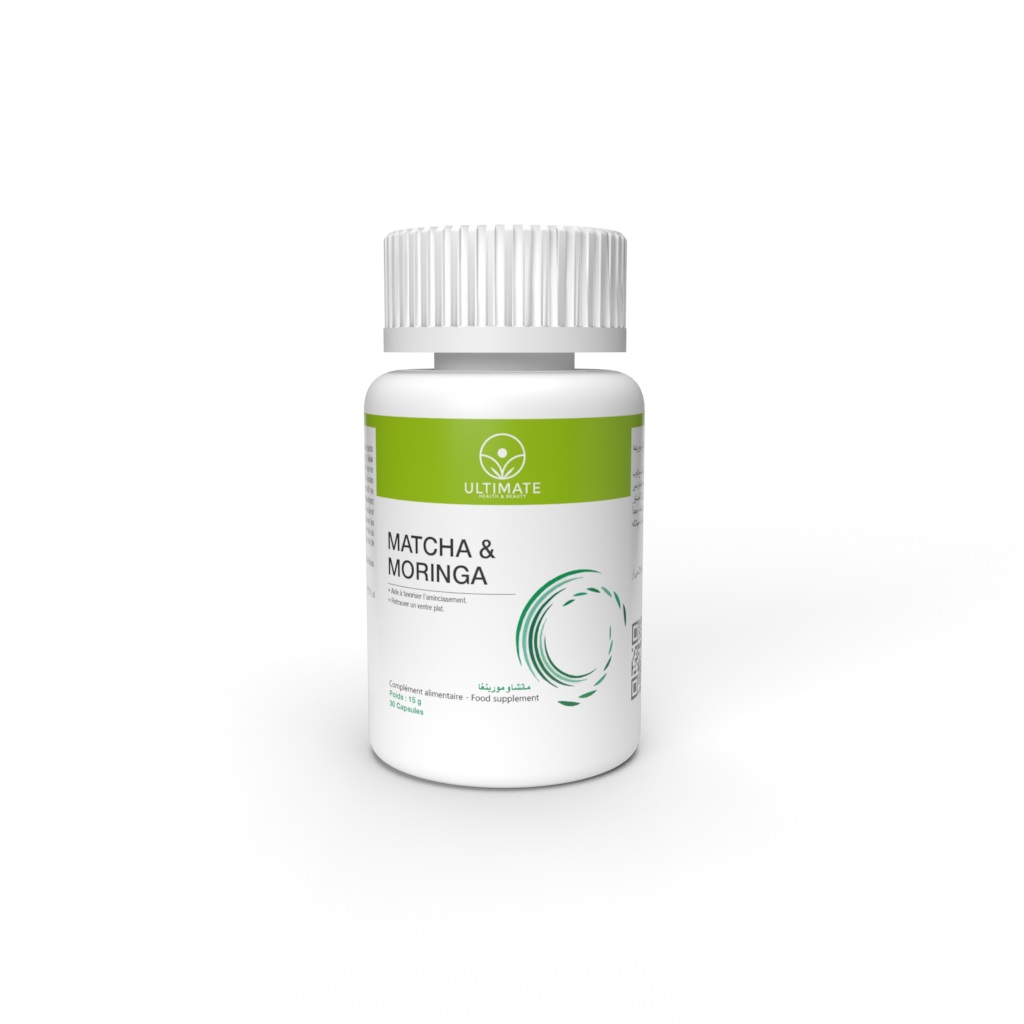 ULTIMATE
HEALTH & BEAUTY
MATCHA &
MORINGA
• Aide à favoriser l'amincissement.
• Retrouver un ventre plat.
ماتشا و مورينغا
Complément alimentaire - Food supplement
Poids : 15 g
30 Capsules